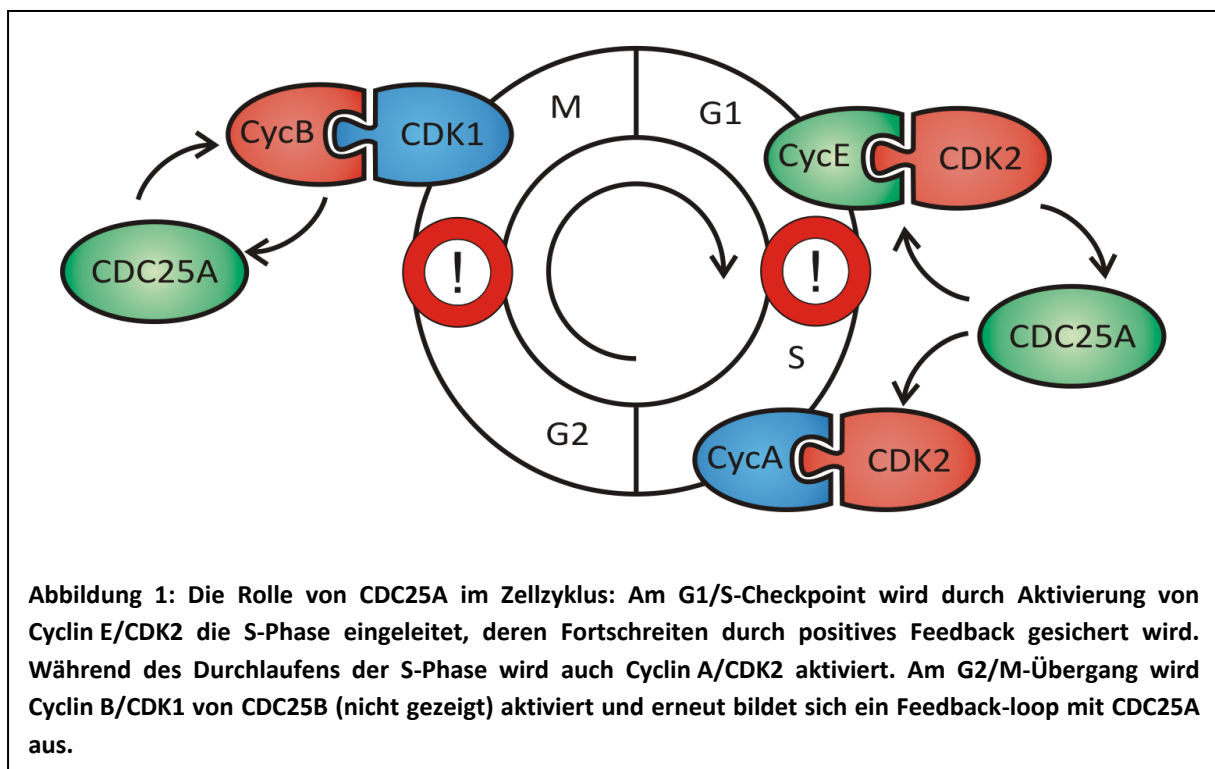 M
G1
CycB
CDK1
CycE
CDK2
CDC25A
!
!
CDC25A
S
G2
CycA
CDK2
Abbildung 1: Die Rolle von CDC25A im Zellzyklus: Am G1/S-Checkpoint wird durch Aktivierung von
Cyclin E/CDK2 die S-Phase eingeleitet, deren Fortschreiten durch positives Feedback gesichert wird.
Während des Durchlaufens der S-Phase wird auch Cyclin A/CDK2 aktiviert. Am G2/M-Übergang wird
Cyclin B/CDK1 von CDC25B (nicht gezeigt) aktiviert und erneut bildet sich ein Feedback-loop mit CDC25A
aus.